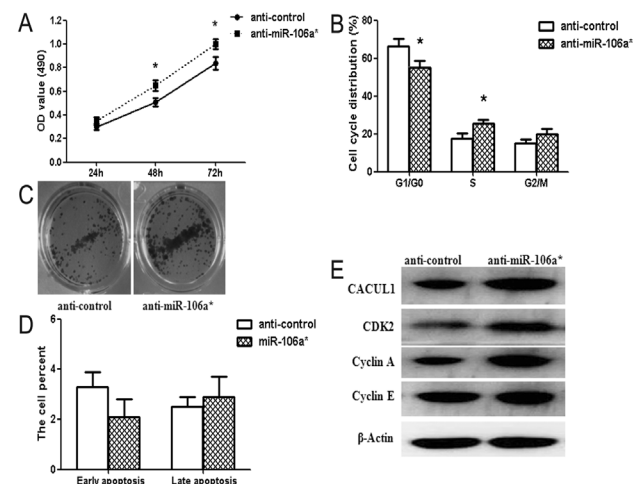 A
anti-control
anti-miR-106a*
OD value (490)
1.2
1.0
0.8
0.6
0.4
0.2
0.0
*
*
24h
48h
72h
B
anti-control
anti-miR-106a*
Cell cycle distribution (%)
80
60
40
20
0
*
*
G1/G0
S
G2/M
C
anti-control
anti-miR-106a*
D
anti-control
miR-106a*
The cell percent
6
4
2
0
Early apoptosis
Late apoptosis
E
anti-control
anti-miR-106a*
CACUL1
CDK2
Cyclin A
Cyclin E
β-Actin